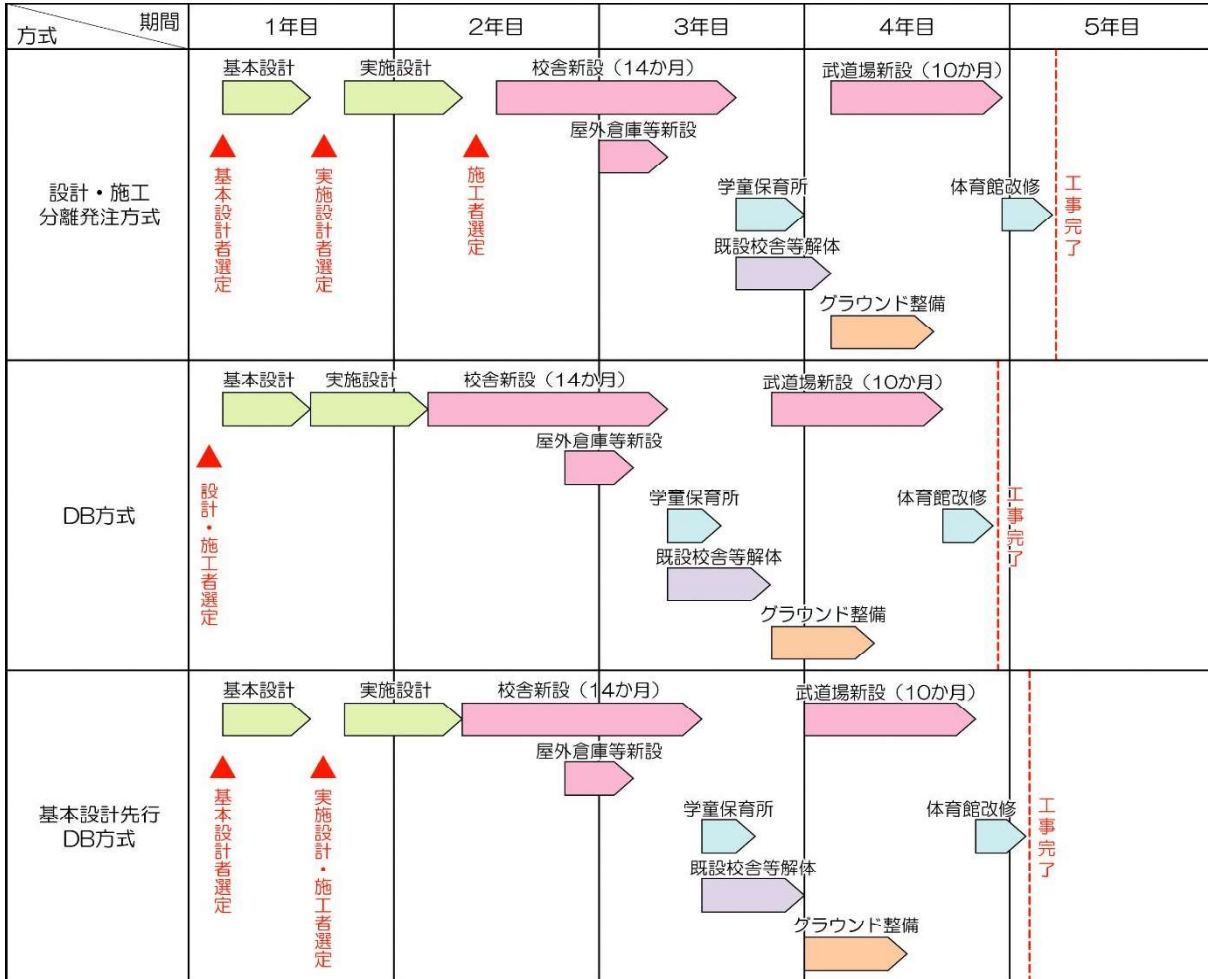 期間
方式
1年目
2年目
3年目
4年目
5年目
設計・施工
分離発注方式
基本設計
実施設計
校舎新設（14か月）
武道場新設（10か月）
屋外倉庫等新設
学童保育所
体育館改修
既設校舎等解体
グラウンド整備
基本設計者選定
実施設計者選定
施工者選定
工事完了
DB方式
基本設計
実施設計
校舎新設（14か月）
武道場新設（10か月）
屋外倉庫等新設
学童保育所
体育館改修
既設校舎等解体
グラウンド整備
設計・施工者選定
工事完了
基本設計先行
DB方式
基本設計
実施設計
校舎新設（14か月）
武道場新設（10か月）
屋外倉庫等新設
学童保育所
体育館改修
既設校舎等解体
グラウンド整備
基本設計者選定
実施設計・施工者選定
工事完了